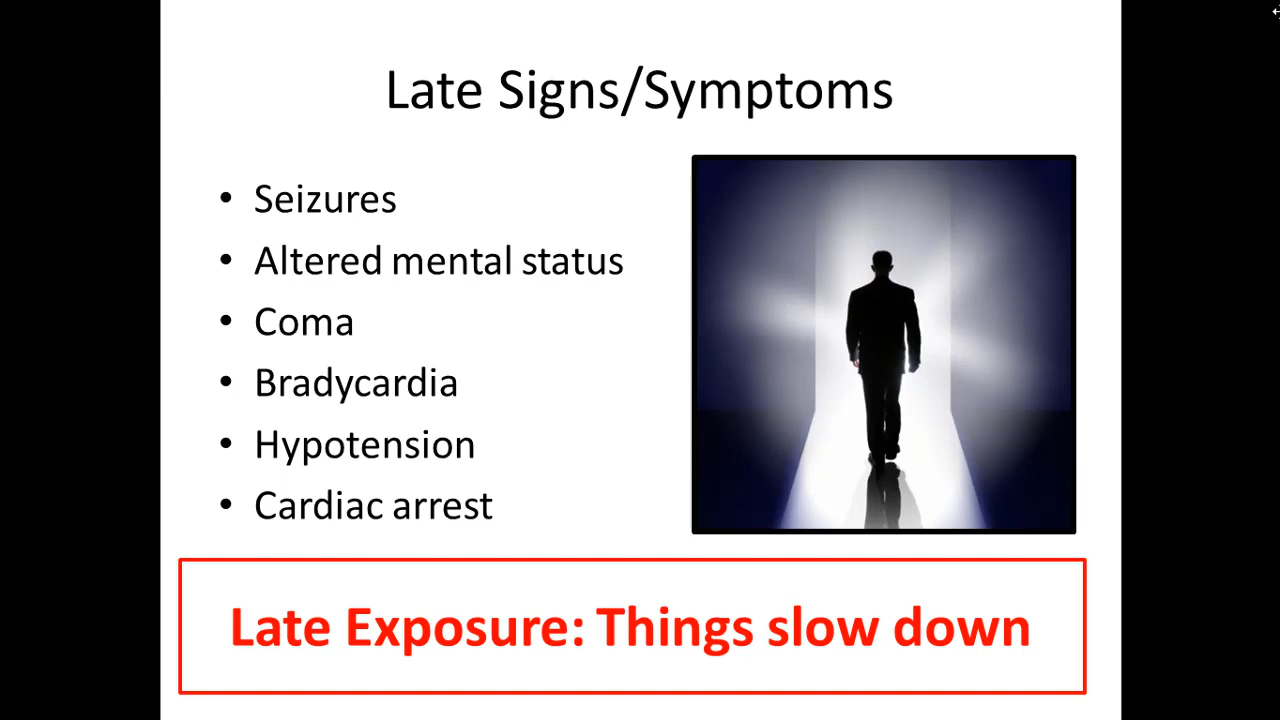 Late Signs/Symptoms
• Seizures
• Altered mental status
• Coma
• Bradycardia
• Hypotension
• Cardiac arrest
Late Exposure: Things slow down